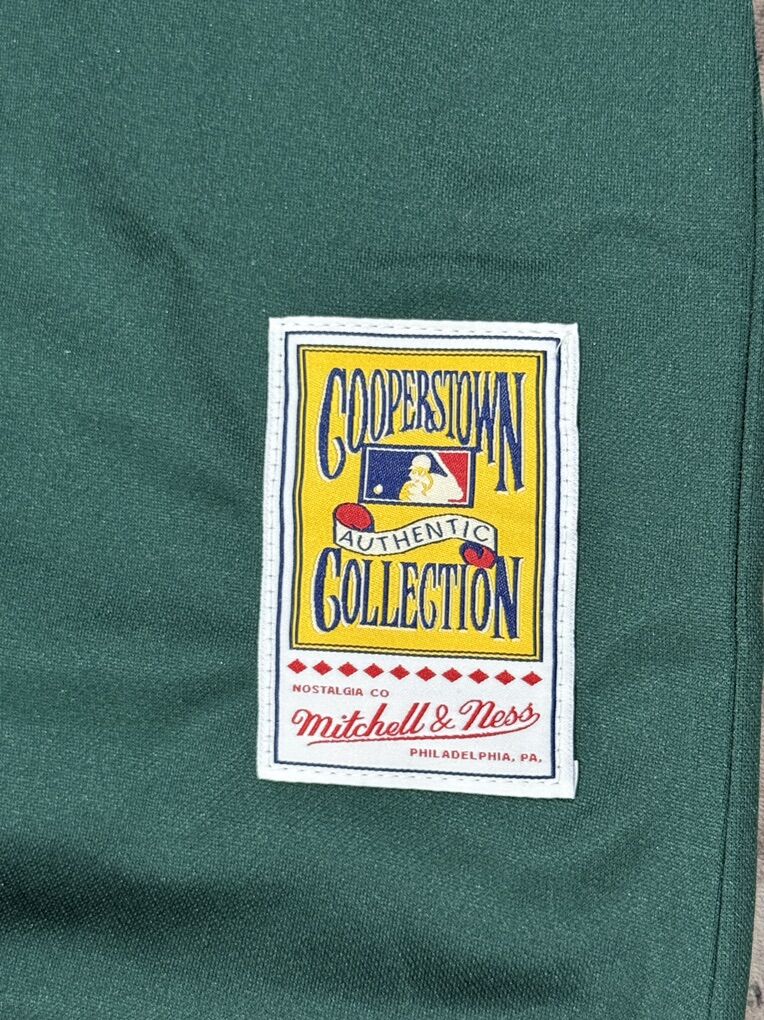 COOPERSTOWN
AUTHENTIC
COLLECTION
NOSTALGIA CO
Mitchell & Ness
PHILADELPHIA, PA.